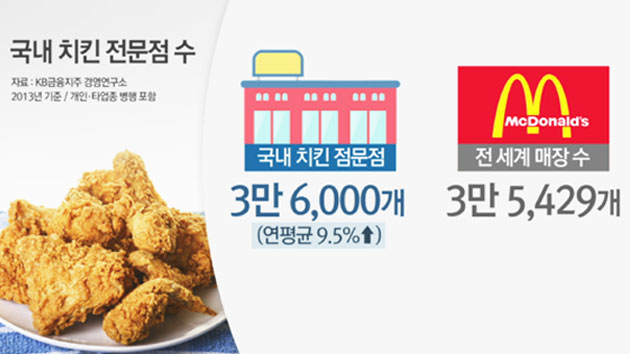 국내 치킨 전문점 수
자료 : KB금융지주 경영연구소
2013년 기준 / 개인·타업종 병행 포함
국내 치킨 점문점
3만 6,000개
(연평균 9.5%⬆)
McDonald's
전 세계 매장 수
3만 5,429개